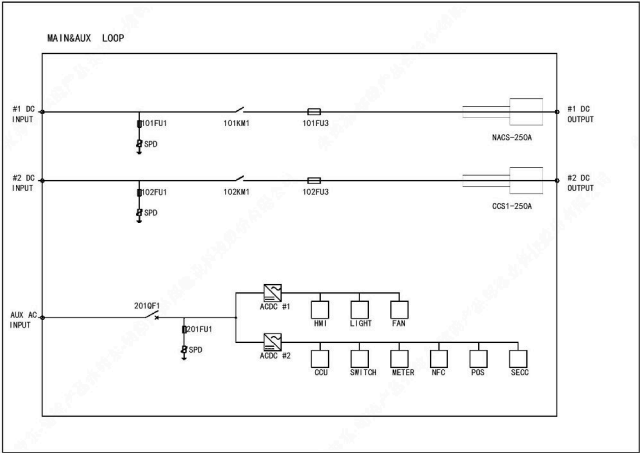 MAIN&AUX LOOP
#1 DC
INPUT
101FU1
SPD
101KM1
101FU3
NACS-250A
#1 DC
OUTPUT
#2 DC
INPUT
102FU1
SPD
102KM1
102FU3
CCS1-250A
#2 DC
OUTPUT
AUX AC
INPUT
201QF1
201FU1
SPD
ACDC #1
HMI
LIGHT
FAN
ACDC #2
CCU
SWITCH
METER
NFC
POS
SECC